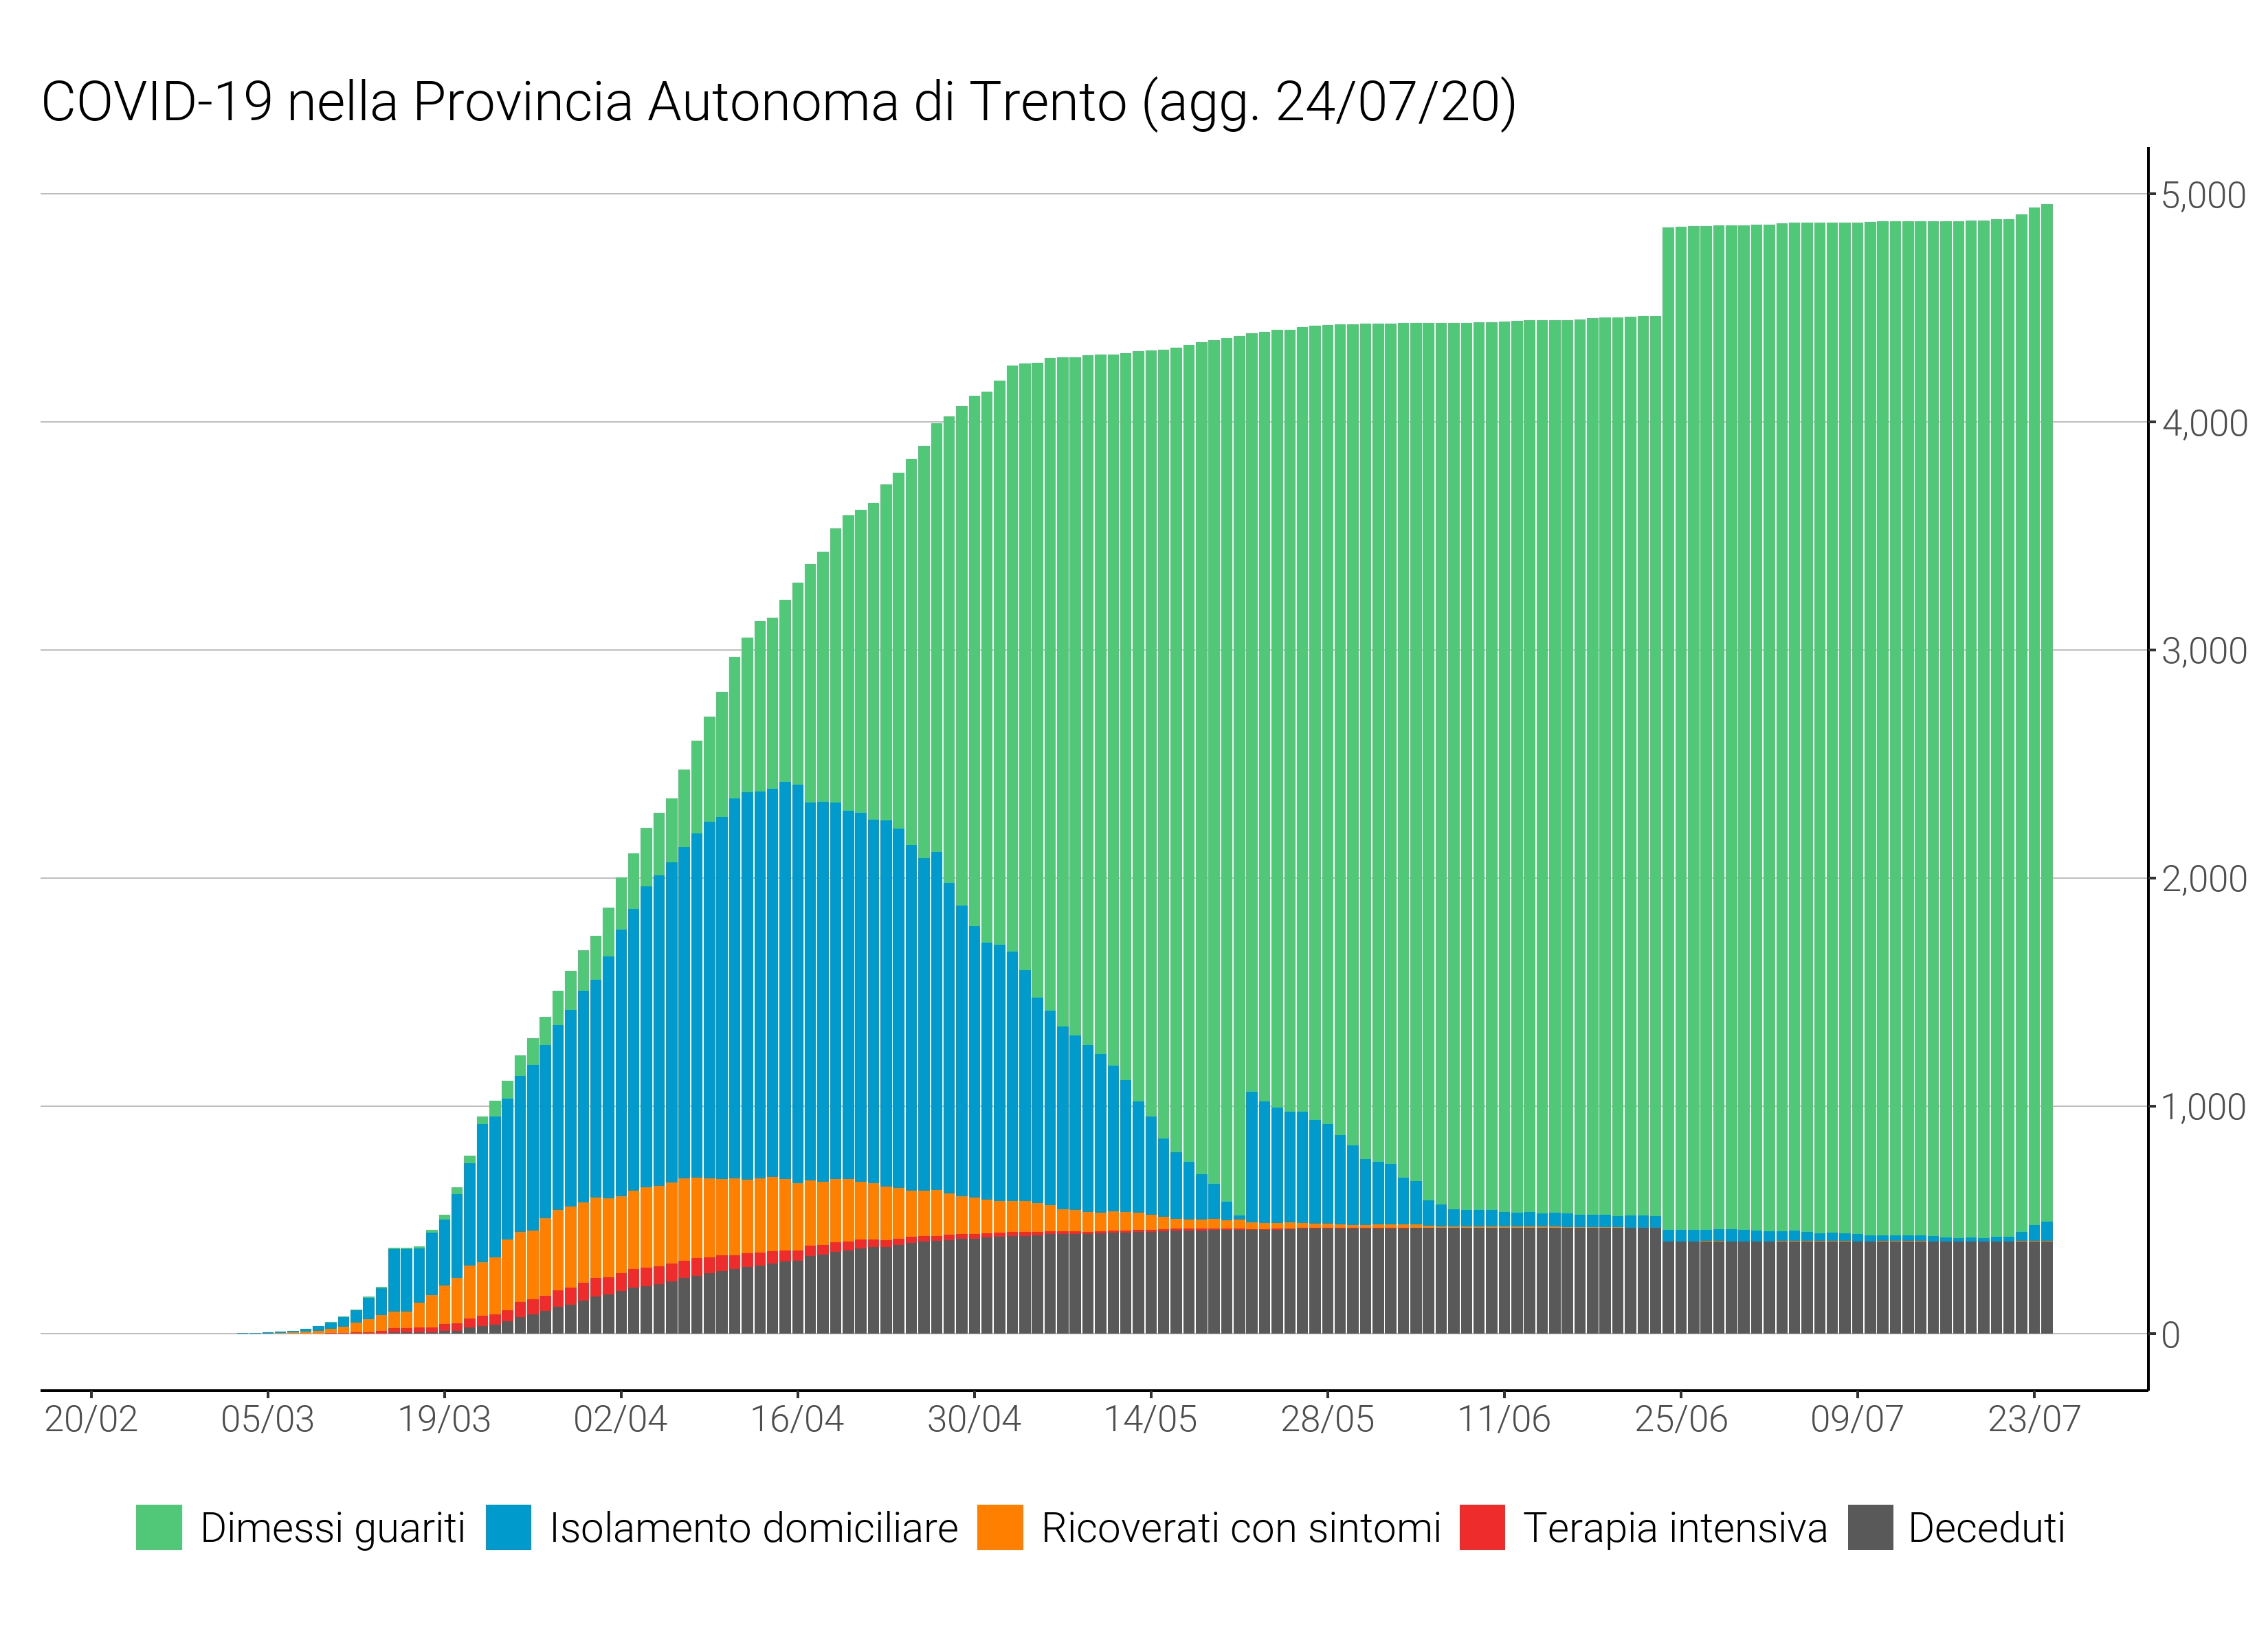 COVID-19 nella Provincia Autonoma di Trento (agg. 24/07/20)
5,000
4,000
3,000
2,000
1,000
0
20/02 05/03 19/03 02/04 16/04 30/04 14/05 28/05 11/06 25/06 09/07 23/07
Dimessi guariti Isolamento domiciliare Ricoverati con sintomi Terapia intensiva Deceduti